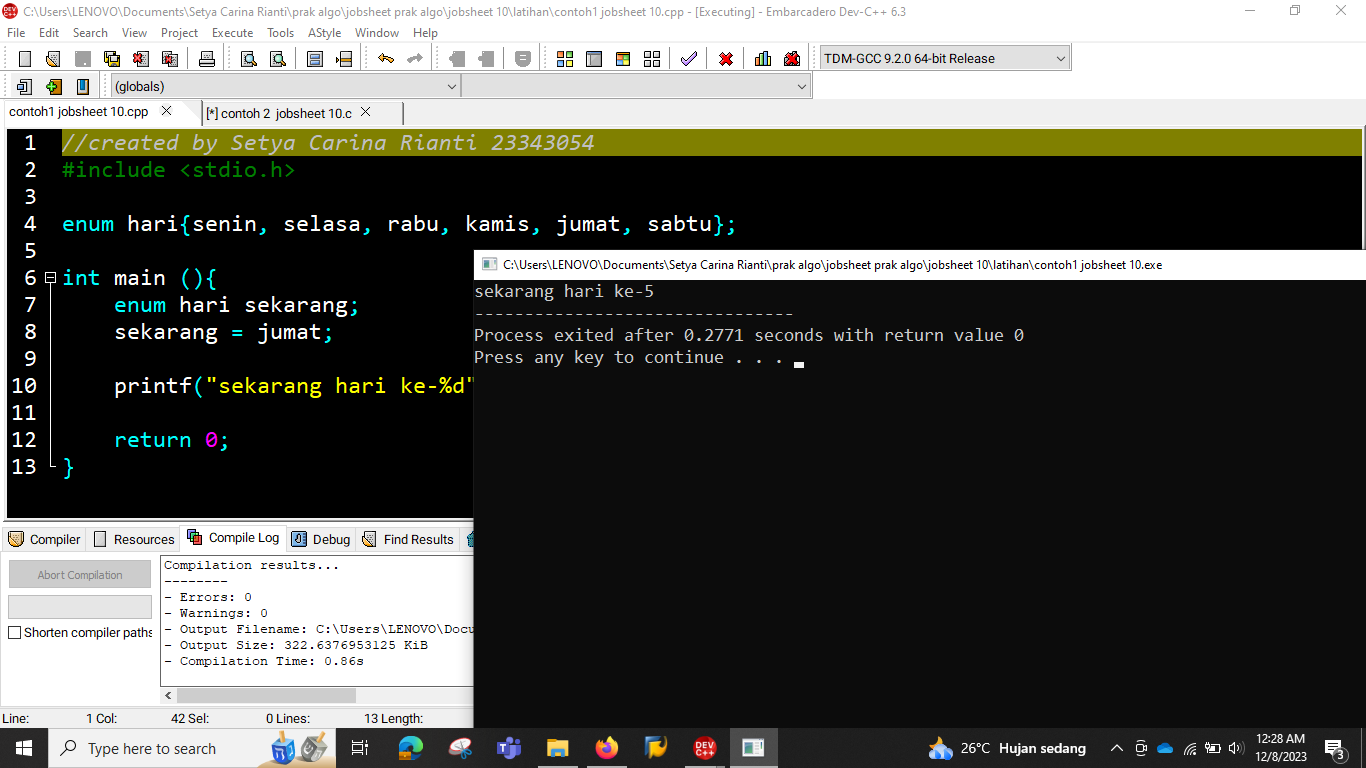 C:\Users\LENOVO\Documents\Setya Carina Rianti\prak algo\jobsheet prak algo\jobsheet 10\latihan\contoh1 jobsheet 10.cpp - [Executing] - Embarcadero Dev-C++ 6.3
File Edit Search View Project Execute Tools AStyle Window Help
TDM-GCC 9.2.0 64-bit Release
(globals)
contoh1 jobsheet 10.cpp [*] contoh 2 jobsheet 10.c
1 //created by Setya Carina Rianti 23343054
2 #include <stdio.h>
3
4 enum hari{senin, selasa, rabu, kamis, jumat, sabtu};
5
6 int main (){
7 enum hari sekarang;
8 sekarang = jumat;
9
10 printf("sekarang hari ke-%d"
11
12 return 0;
13 }
C:\Users\LENOVO\Documents\Setya Carina Rianti\prak algo\jobsheet prak algo\jobsheet 10\latihan\contoh1 jobsheet 10.exe
sekarang hari ke-5
--------------------------------
Process exited after 0.2771 seconds with return value 0
Press any key to continue . . .
Compiler Resources Compile Log Debug Find Results
Abort Compilation
Shorten compiler paths
Compilation results...
--------
- Errors: 0
- Warnings: 0
- Output Filename: C:\Users\LENOVO\Docu
- Output Size: 322.6376953125 KiB
- Compilation Time: 0.86s
Line: 1 Col: 42 Sel: 0 Lines: 13 Length:
Type here to search
DEV C++
26°C Hujan sedang
12:28 AM
12/8/2023
3